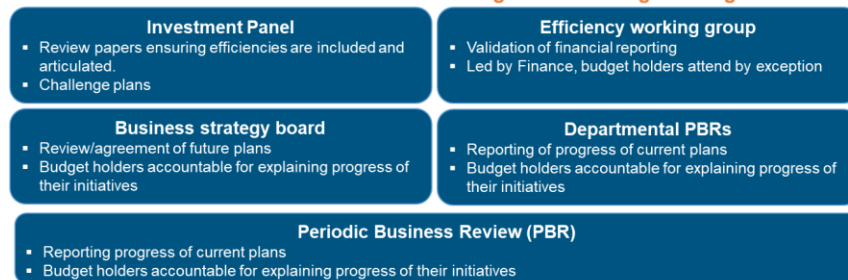 Investment Panel
▪ Review papers ensuring efficiencies are included and
articulated.
▪ Challenge plans
Efficiency working group
▪ Validation of financial reporting
▪ Led by Finance, budget holders attend by exception
Business strategy board
▪ Review/agreement of future plans
▪ Budget holders accountable for explaining progress of
their initiatives
Departmental PBRs
▪ Reporting of progress of current plans
▪ Budget holders accountable for explaining progress of
their initiatives
Periodic Business Review (PBR)
▪ Reporting progress of current plans
▪ Budget holders accountable for explaining progress of their initiatives